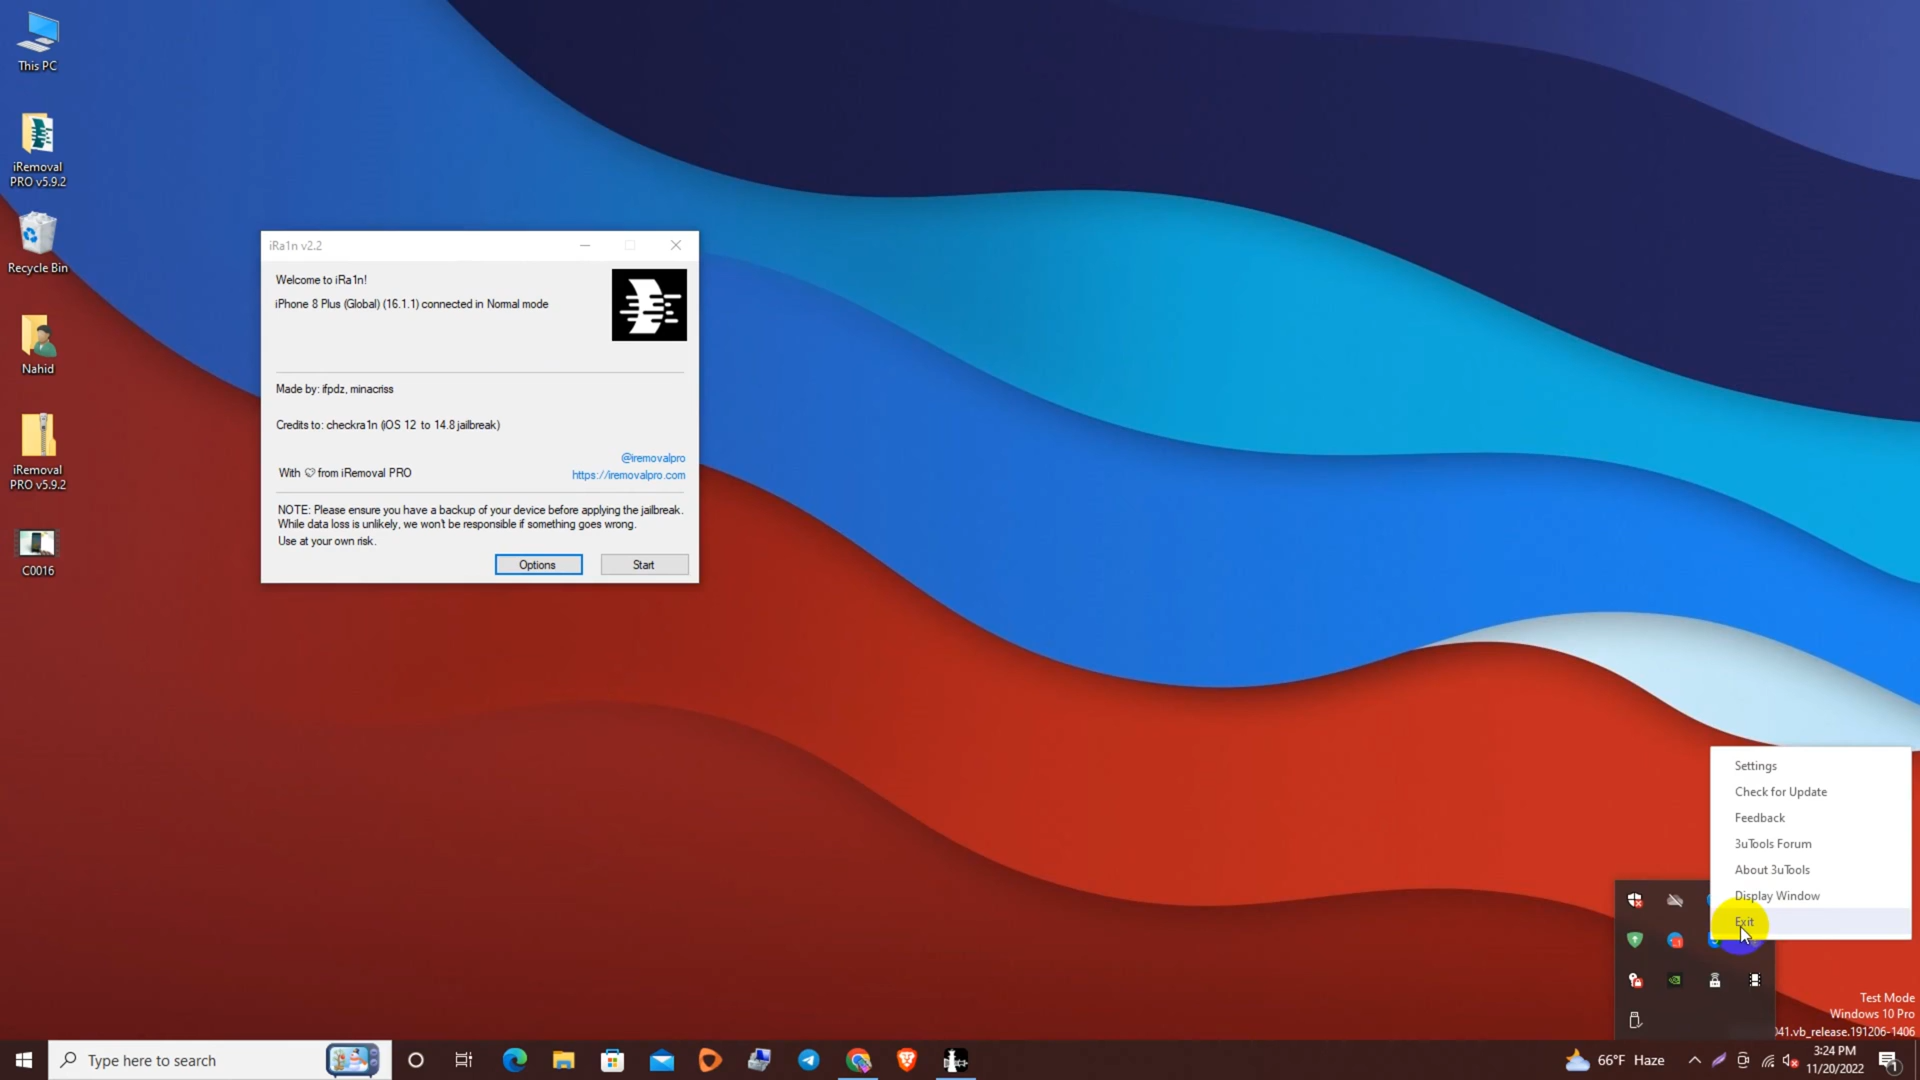 This PC
iRemoval
PRO v5.9.2
Recycle Bin
Nahid
iRemoval
PRO v5.9.2
C0016
iRa1n v2.2
Welcome to iRa1n!
iPhone 8 Plus (Global) (16.1.1) connected in Normal mode
Made by: ifpdz, minacriss
Credits to: checkra1n (iOS 12 to 14.8 jailbreak)
@iremovalpro
With ♡ from iRemoval PRO
https://iremovalpro.com
NOTE: Please ensure you have a backup of your device before applying the jailbreak.
While data loss is unlikely, we won't be responsible if something goes wrong.
Use at your own risk.
Options
Start
Settings
Check for Update
Feedback
3uTools Forum
About 3uTools
Display Window
Exit
Test Mode
Windows 10 Pro
041.vb_release.191206-1406
Type here to search
66°F Haze
3:24 PM
11/20/2022
1